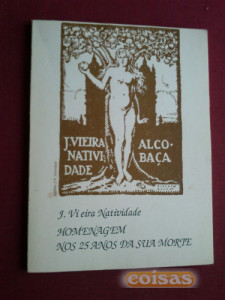 J. VIEIRA
NATIVI
DADE
ALCO-
BAÇA
J. Vieira Natividade
HOMENAGEM
NOS 25 ANOS DA SUA MORTE
coisas